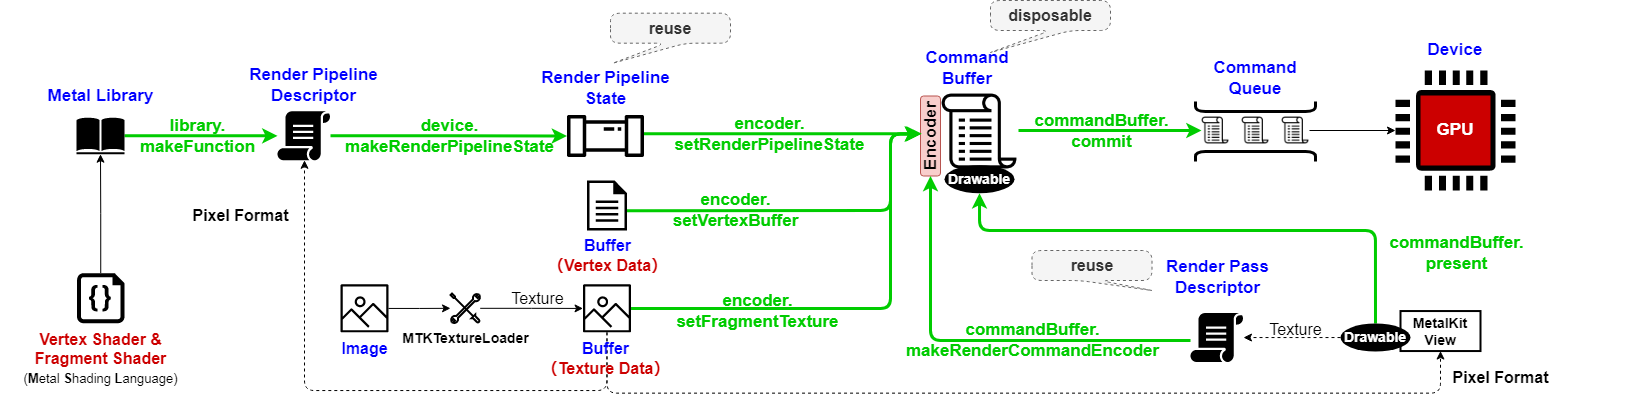 reuse
disposable
Metal Library
Render Pipeline
Descriptor
Render Pipeline
State
Command
Buffer
Command
Queue
Device
library.
makeFunction
device.
makeRenderPipelineState
encoder.
setRenderPipelineState
Encoder
Drawable
commandBuffer.
commit
GPU
Pixel Format
encoder.
setVertexBuffer
Buffer
(Vertex Data)
commandBuffer.
present
reuse
Render Pass
Descriptor
Vertex Shader &
Fragment Shader
(Metal Shading Language)
Image
MTKTextureLoader
Texture
Buffer
(Texture Data)
encoder.
setFragmentTexture
commandBuffer.
makeRenderCommandEncoder
Texture
Drawable
MetalKit
View
Pixel Format